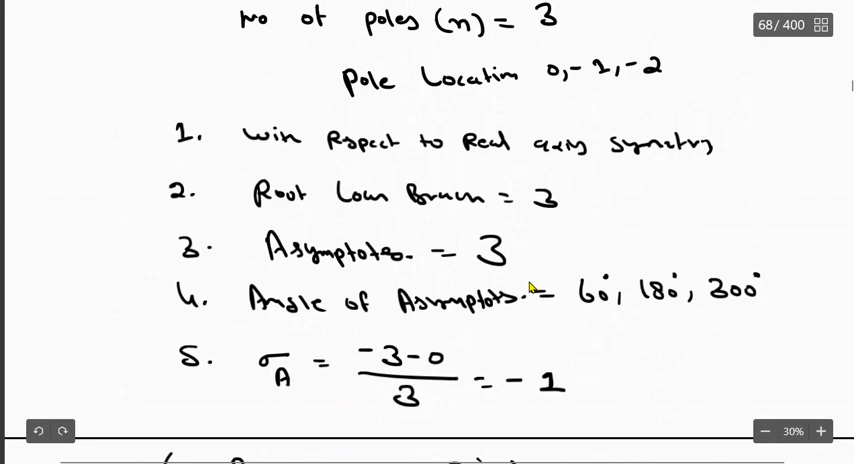 No of poles (n) = 3
68 / 400
Pole Location 0, -1, -2
1. With Respect to Real axis symmetry
2. Root Locus Branch = 3
3. Asymptotes. = 3
4. Angle of Asymptots. = 60°, 180°, 300°
5. σA = -3-0 / 3 = -1
30%